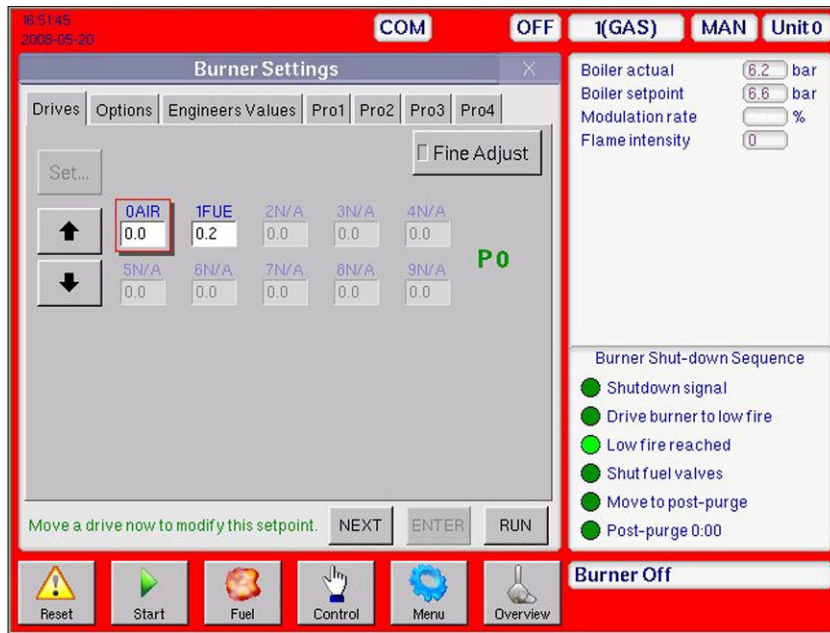 16:51:45
2008-05-20
COM
OFF
1(GAS)
MAN
Unit 0
Burner Settings
X
Drives
Options
Engineers Values
Pro1
Pro2
Pro3
Pro4
Set...
Fine Adjust
0AIR 1FUE 2N/A 3N/A 4N/A
0.0 0.2 0.0 0.0 0.0
5N/A 6N/A 7N/A 8N/A 9N/A
0.0 0.0 0.0 0.0 0.0
P0
Move a drive now to modify this setpoint.
NEXT
ENTER
RUN
Boiler actual 6.2 bar
Boiler setpoint 6.6 bar
Modulation rate %
Flame intensity 0
Burner Shut-down Sequence
Shutdown signal
Drive burner to low fire
Low fire reached
Shut fuel valves
Move to post-purge
Post-purge 0:00
Burner Off
Reset
Start
Fuel
Control
Menu
Overview